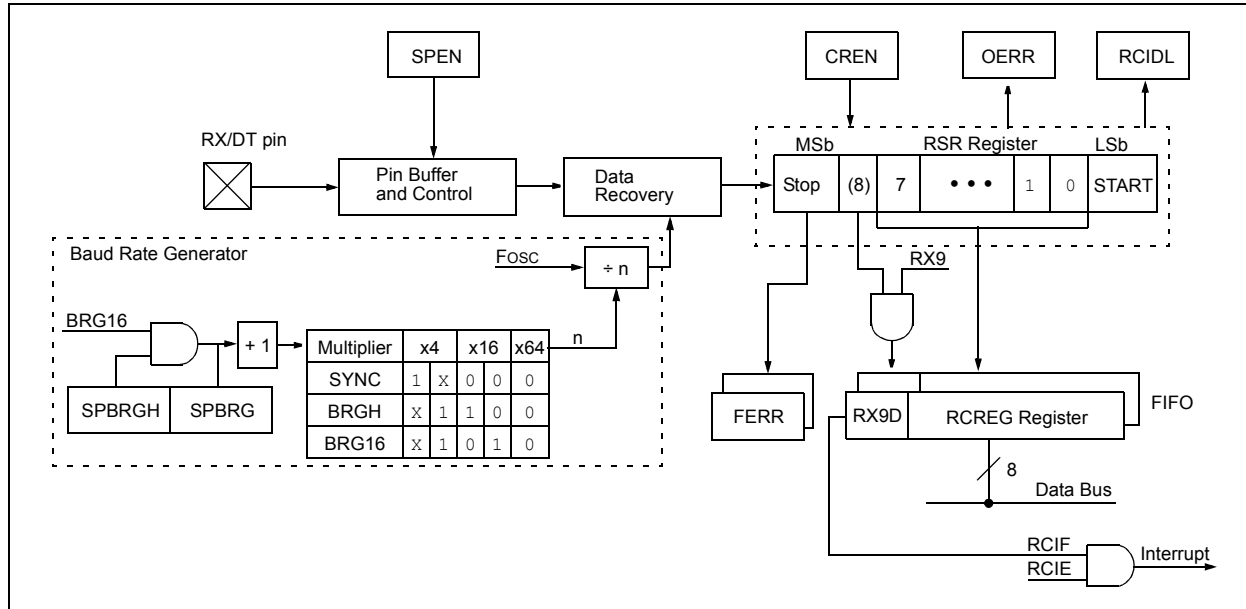 SPEN
CREN
OERR
RCIDL
RX/DT pin
MSb
RSR Register
LSb
Pin Buffer
and Control
Data
Recovery
Stop (8) 7 • • • 1 0 START
Baud Rate Generator
FOSC
÷ n
RX9
BRG16
+ 1
n
Multiplier x4 x16 x64
SYNC 1 X 0 0 0
BRGH X 1 1 0 0
BRG16 X 1 0 1 0
SPBRGH SPBRG
FERR
RX9D RCREG Register
FIFO
8
Data Bus
RCIF
RCIE
Interrupt